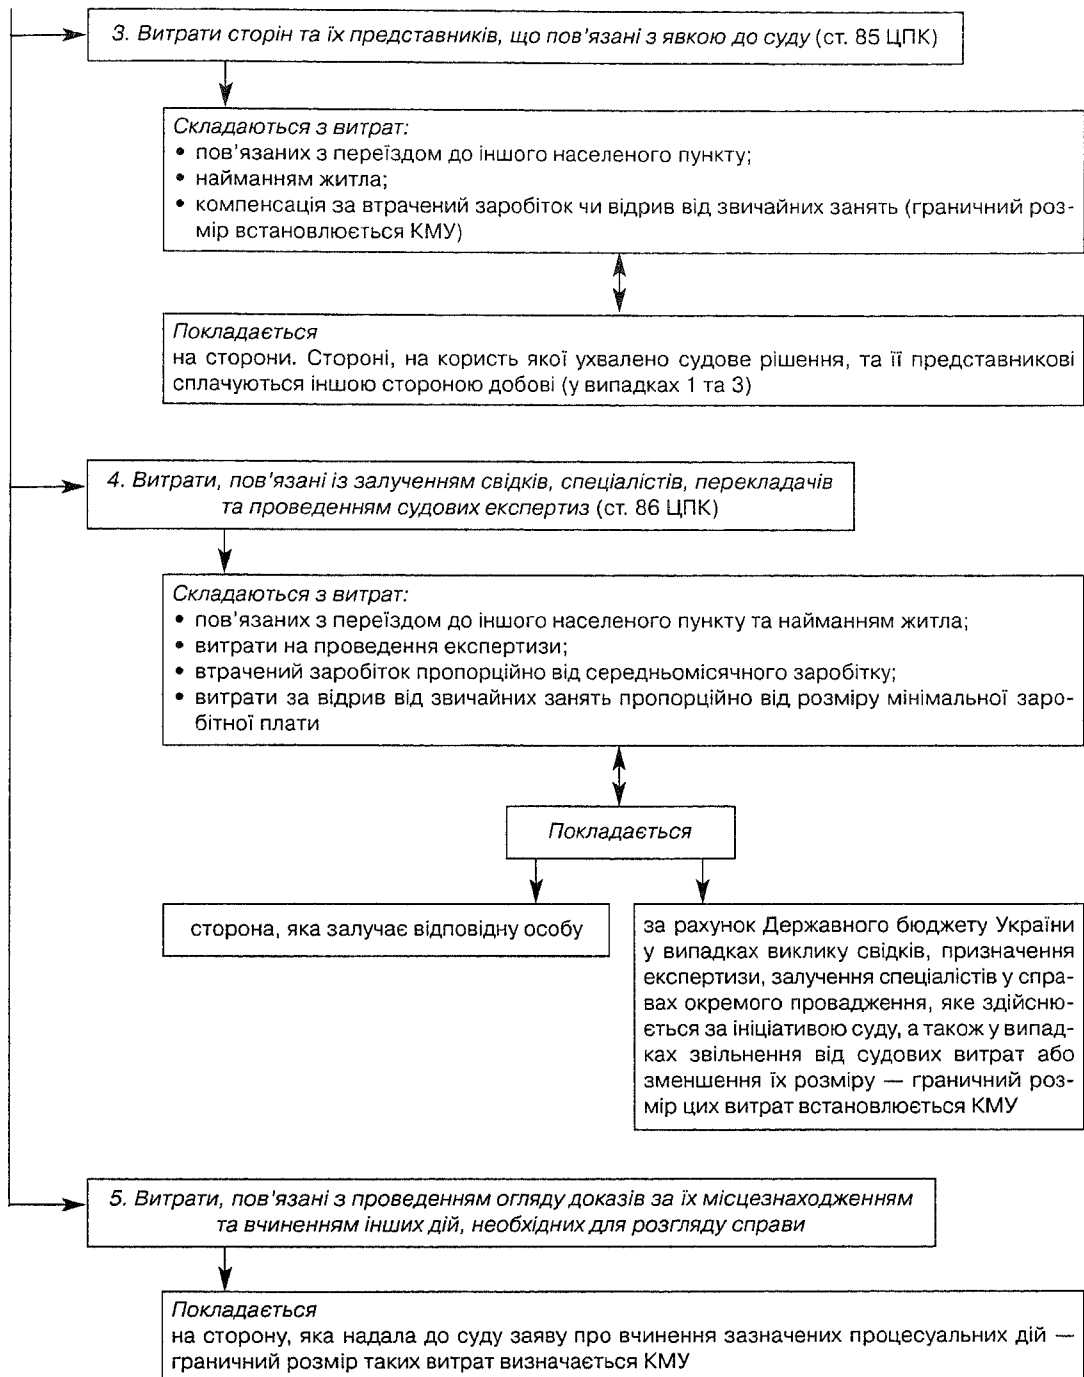 3. Витрати сторін та їх представників, що пов'язані з явкою до суду (ст. 85 ЦПК)
Складаються з витрат:
• пов'язаних з переїздом до іншого населеного пункту;
• найманням житла;
• компенсація за втрачений заробіток чи відрив від звичайних занять (граничний роз-
мір встановлюється КМУ)
Покладається
на сторони. Стороні, на користь якої ухвалено судове рішення, та її представникові
сплачуються іншою стороною добові (у випадках 1 та 3)
4. Витрати, пов'язані із залученням свідків, спеціалістів, перекладачів
та проведенням судових експертиз (ст. 86 ЦПК)
Складаються з витрат:
• пов'язаних з переїздом до іншого населеного пункту та найманням житла;
• витрати на проведення експертизи;
• втрачений заробіток пропорційно від середньомісячного заробітку;
• витрати за відрив від звичайних занять пропорційно від розміру мінімальної заро-
бітної плати
Покладається
сторона, яка залучає відповідну особу
за рахунок Державного бюджету України
у випадках виклику свідків, призначення
експертизи, залучення спеціалістів у спра-
вах окремого провадження, яке здійсню-
ється за ініціативою суду, а також у випад-
ках звільнення від судових витрат або
зменшення їх розміру — граничний роз-
мір цих витрат встановлюється КМУ
5. Витрати, пов'язані з проведенням огляду доказів за їх місцезнаходженням
та вчиненням інших дій, необхідних для розгляду справи
Покладається
на сторону, яка надала до суду заяву про вчинення зазначених процесуальних дій —
граничний розмір таких витрат визначається КМУ